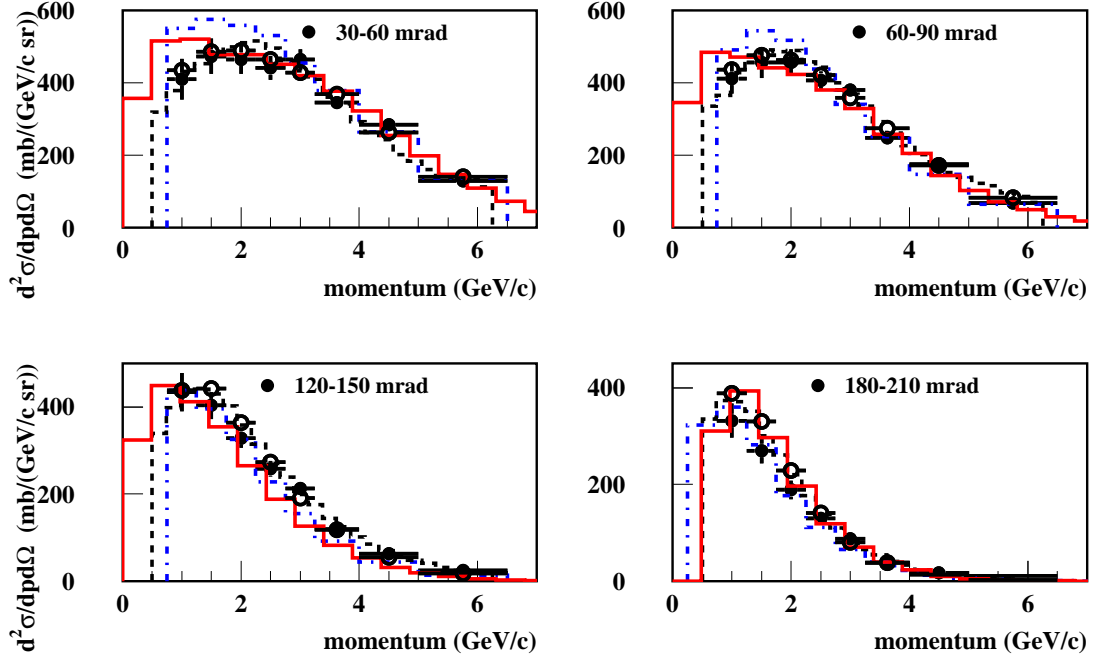 d²σ/dpdΩ (mb/(GeV/c sr))
600
400
200
0
0 2 4 6
momentum (GeV/c)
30-60 mrad
600
400
200
0
0 2 4 6
momentum (GeV/c)
60-90 mrad
d²σ/dpdΩ (mb/(GeV/c sr))
400
200
0
0 2 4 6
momentum (GeV/c)
120-150 mrad
400
200
0
0 2 4 6
momentum (GeV/c)
180-210 mrad